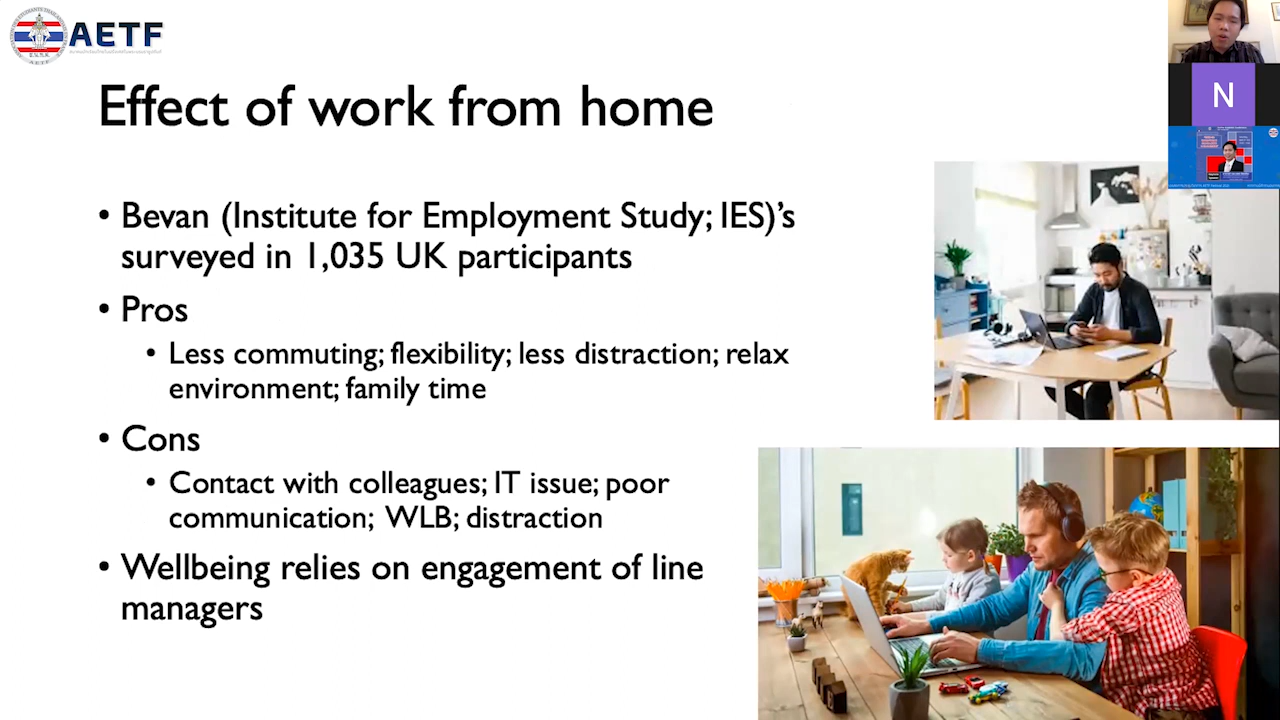 AETF
Effect of work from home
• Bevan (Institute for Employment Study; IES)'s
surveyed in 1,035 UK participants
• Pros
• Less commuting; flexibility; less distraction; relax
environment; family time
• Cons
• Contact with colleagues; IT issue; poor
communication; WLB; distraction
• Wellbeing relies on engagement of line
managers
N